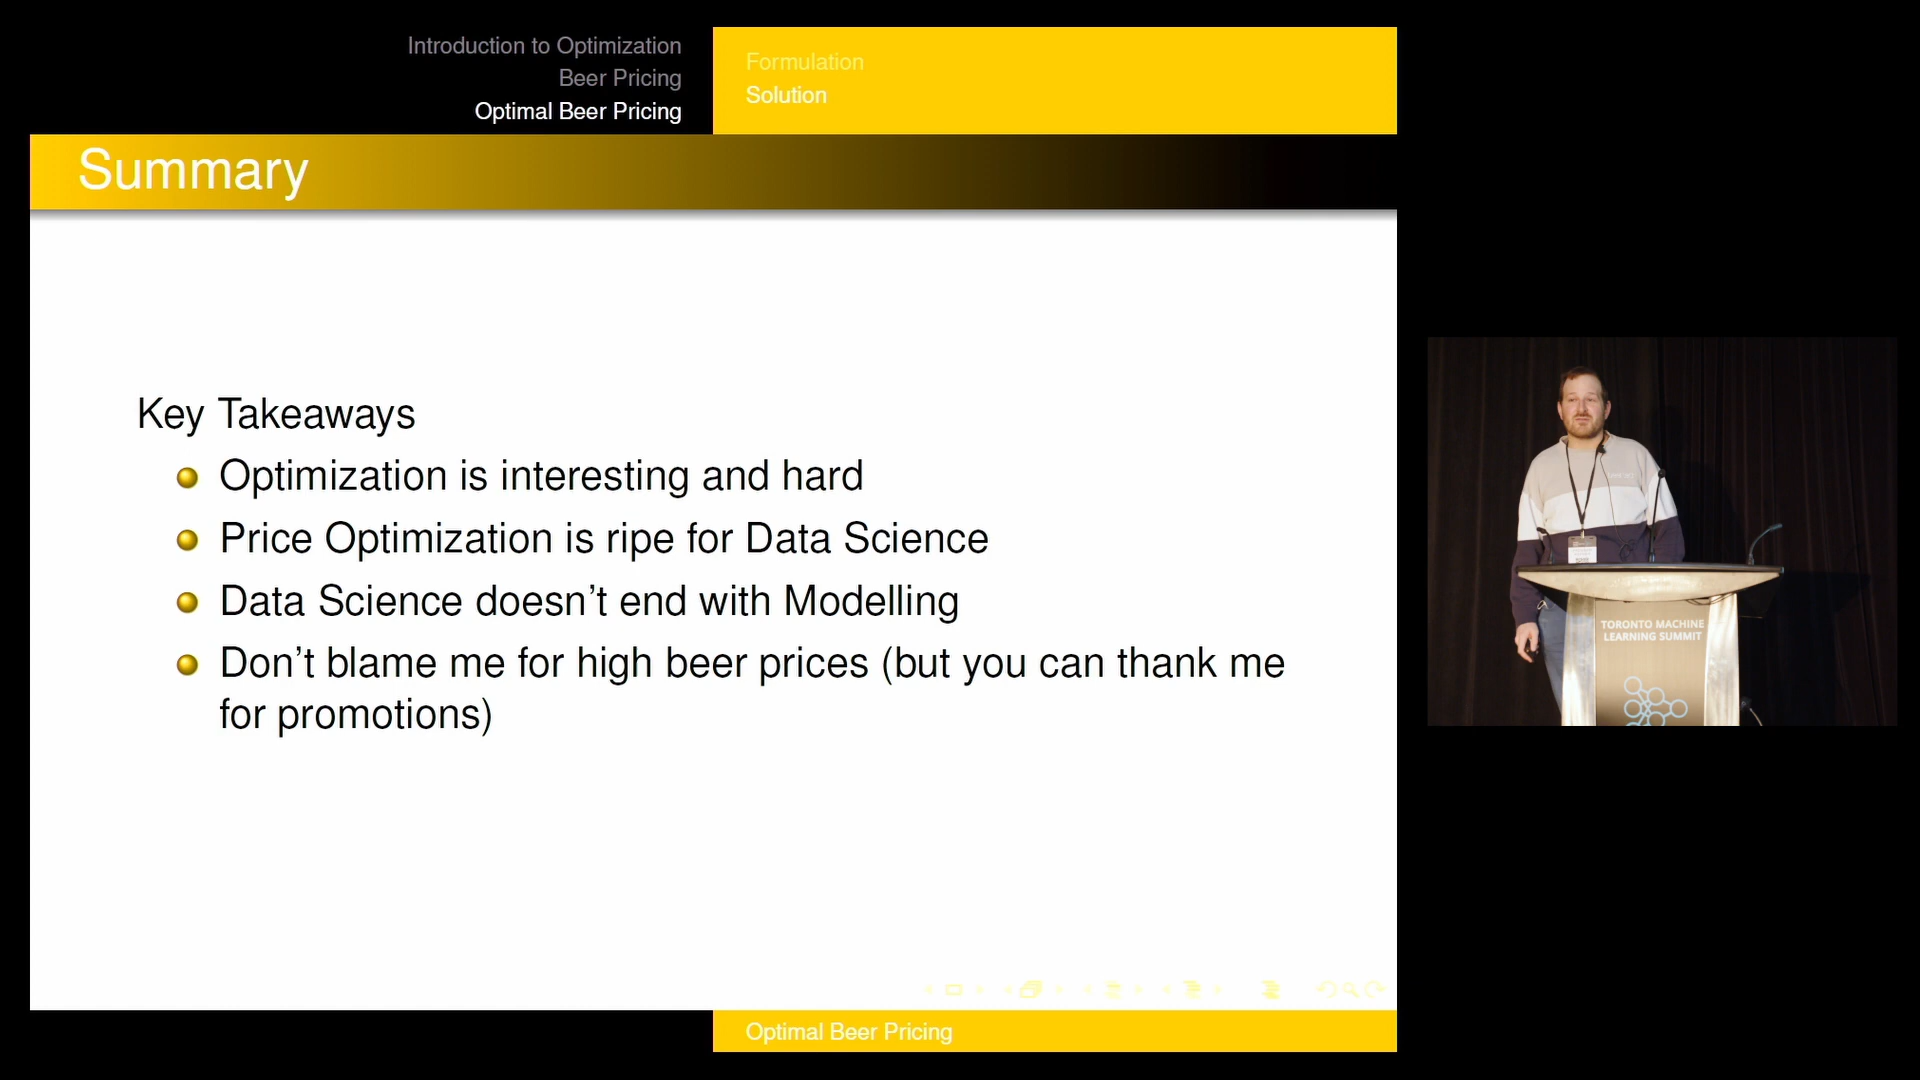 Introduction to Optimization
Beer Pricing
Optimal Beer Pricing
Formulation
Solution
Summary
Key Takeaways
Optimization is interesting and hard
Price Optimization is ripe for Data Science
Data Science doesn't end with Modelling
Don't blame me for high beer prices (but you can thank me
for promotions)
Optimal Beer Pricing
TORONTO MACHINE
LEARNING SUMMIT